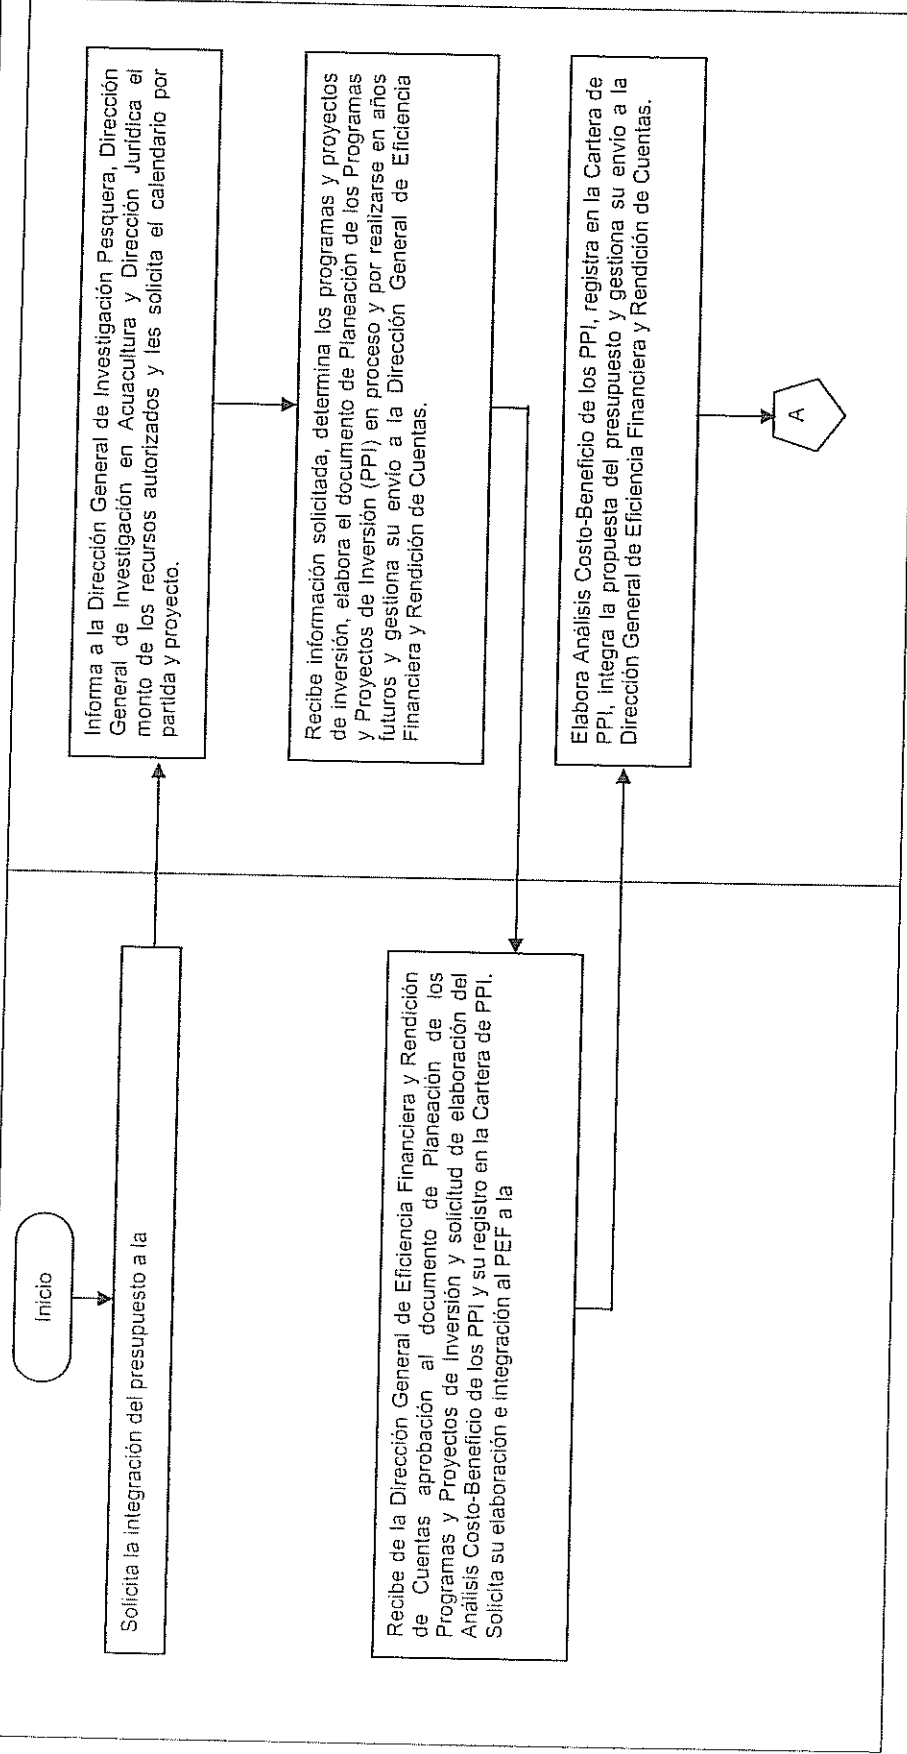 Inicio
Solicita la integración del presupuesto a la
Informa a la Dirección General de Investigación Pesquera, Dirección
General de Investigación en Acuacultura y Dirección Jurídica el
monto de los recursos autorizados y les solicita el calendario por
partida y proyecto.
Recibe información solicitada, determina los programas y proyectos
de inversión, elabora el documento de Planeación de los Programas
y Proyectos de Inversión (PPI) en proceso y por realizarse en años
futuros y gestiona su envío a la Dirección General de Eficiencia
Financiera y Rendición de Cuentas.
Recibe de la Dirección General de Eficiencia Financiera y Rendición
de Cuentas aprobación al documento de Planeación de los
Programas y Proyectos de Inversión y solicitud de elaboración del
Análisis Costo-Beneficio de los PPI y su registro en la Cartera de PPI.
Solicita su elaboración e integración al PEF a la
Elabora Análisis Costo-Beneficio de los PPI, registra en la Cartera de
PPI, integra la propuesta del presupuesto y gestiona su envío a la
Dirección General de Eficiencia Financiera y Rendición de Cuentas.
A